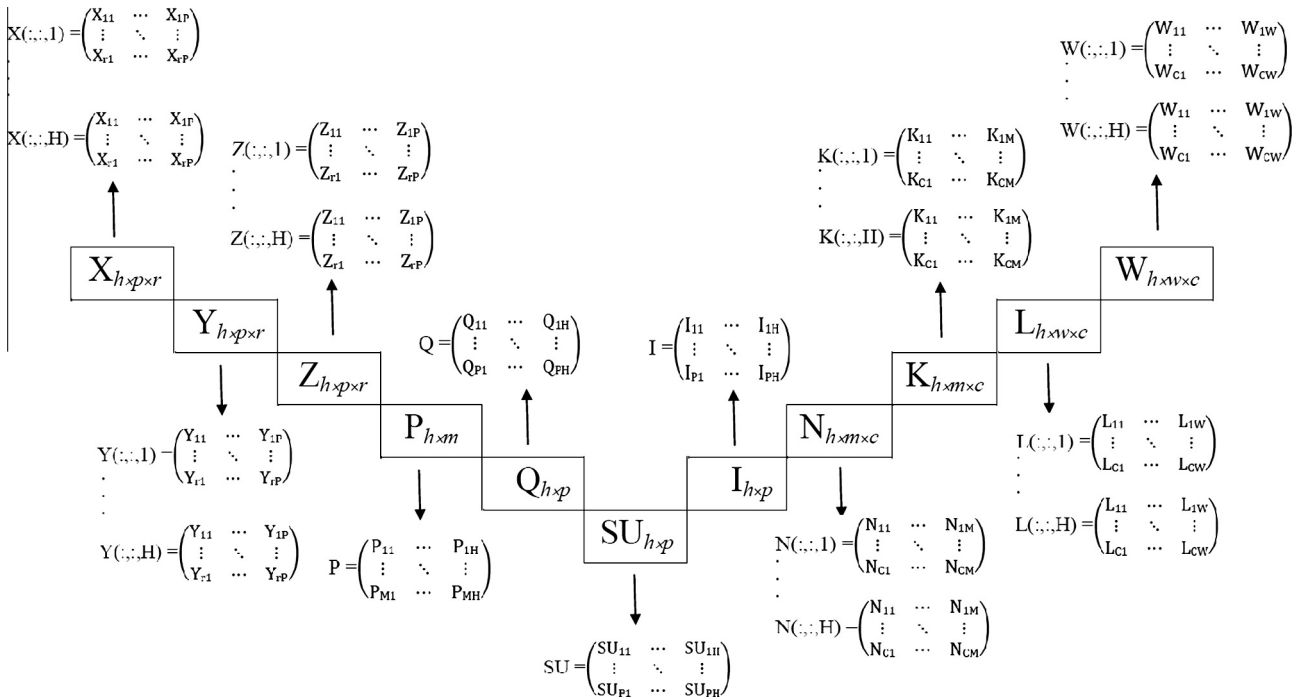 X(:,:,1) = (X11 ⋯ X1P
⋮ ⋱ ⋮
Xr1 ⋯ XrP)
X(:,:,H) = (X11 ⋯ X1P
⋮ ⋱ ⋮
Xr1 ⋯ XrP)
Z(:,:,1) = (Z11 ⋯ Z1P
⋮ ⋱ ⋮
Zr1 ⋯ ZrP)
Z(:,:,H) = (Z11 ⋯ Z1P
⋮ ⋱ ⋮
Zr1 ⋯ ZrP)
K(:,:,1) = (K11 ⋯ K1M
⋮ ⋱ ⋮
KC1 ⋯ KCM)
K(:,:,II) = (K11 ⋯ K1M
⋮ ⋱ ⋮
KC1 ⋯ KCM)
W(:,:,1) = (W11 ⋯ W1W
⋮ ⋱ ⋮
WC1 ⋯ WCW)
W(:,:,H) = (W11 ⋯ W1W
⋮ ⋱ ⋮
WC1 ⋯ WCW)
Q = (Q11 ⋯ Q1H
⋮ ⋱ ⋮
QP1 ⋯ QPH)
I = (I11 ⋯ I1H
⋮ ⋱ ⋮
IP1 ⋯ IPH)
Xh×p×r
Yh×p×r
Zh×p×r
Ph×m
Qh×p
SUh×p
Ih×p
Nh×m×c
Kh×m×c
Lh×w×c
Wh×w×c
Y(:,:,1) − (Y11 ⋯ Y1P
⋮ ⋱ ⋮
Yr1 ⋯ YrP)
Y(:,:,H) = (Y11 ⋯ Y1P
⋮ ⋱ ⋮
Yr1 ⋯ YrP)
P = (P11 ⋯ P1H
⋮ ⋱ ⋮
PM1 ⋯ PMH)
SU = (SU11 ⋯ SU1II
⋮ ⋱ ⋮
SUP1 ⋯ SUPH)
N(:,:,1) = (N11 ⋯ N1M
⋮ ⋱ ⋮
NC1 ⋯ NCM)
N(:,:,H) − (N11 ⋯ N1M
⋮ ⋱ ⋮
NC1 ⋯ NCM)
L(:,:,1) = (L11 ⋯ L1W
⋮ ⋱ ⋮
LC1 ⋯ LCW)
L(:,:,H) = (L11 ⋯ L1W
⋮ ⋱ ⋮
LC1 ⋯ LCW)